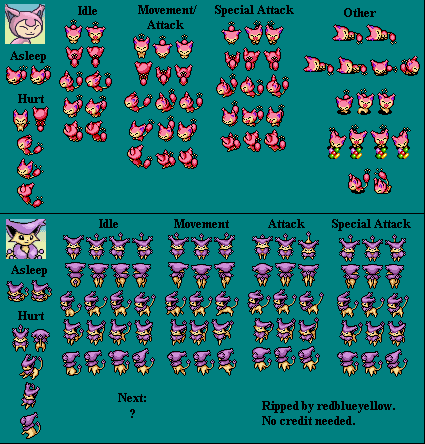 Idle
Movement/
Attack
Special Attack
Other
Asleep
Hurt
Idle
Movement
Attack
Special Attack
Asleep
Hurt
Next:
?
Ripped by redblueyellow.
No credit needed.